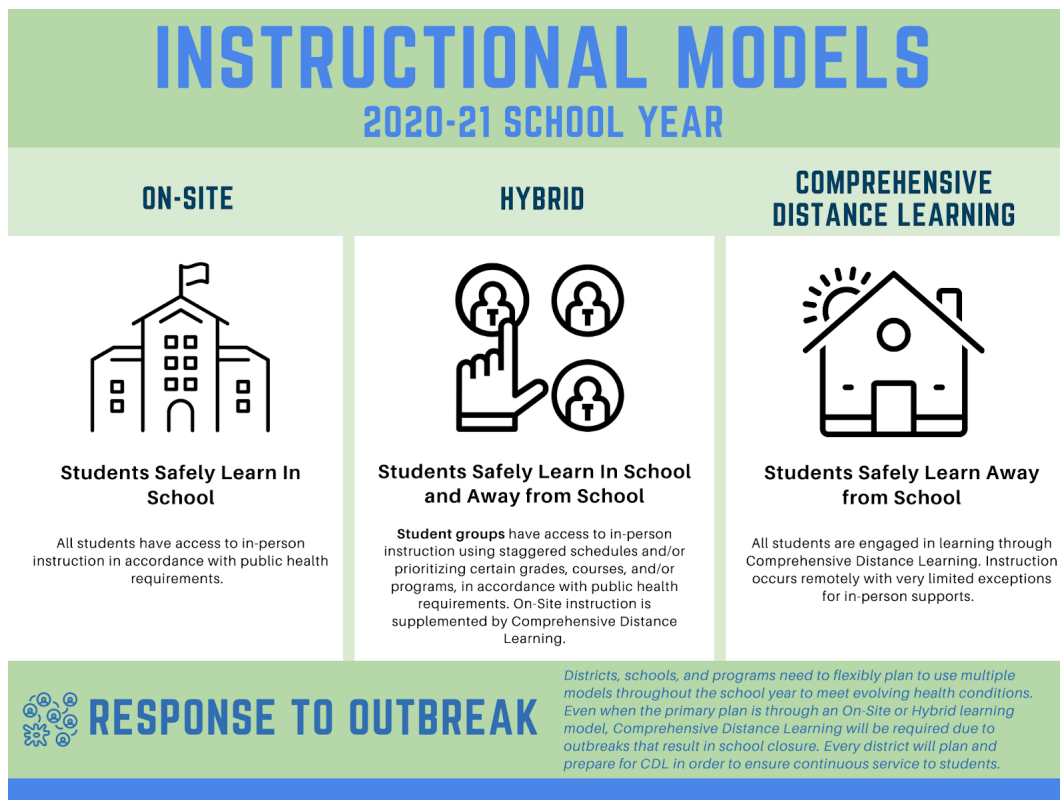 INSTRUCTIONAL MODELS
2020-21 SCHOOL YEAR
ON-SITE
Students Safely Learn In
School
All students have access to in-person
instruction in accordance with public health
requirements.
HYBRID
Students Safely Learn In School
and Away from School
Student groups have access to in-person
instruction using staggered schedules and/or
prioritizing certain grades, courses, and/or
programs, in accordance with public health
requirements. On-Site instruction is
supplemented by Comprehensive Distance
Learning.
COMPREHENSIVE
DISTANCE LEARNING
Students Safely Learn Away
from School
All students are engaged in learning through
Comprehensive Distance Learning. Instruction
occurs remotely with very limited exceptions
for in-person supports.
RESPONSE TO OUTBREAK
Districts, schools, and programs need to flexibly plan to use multiple
models throughout the school year to meet evolving health conditions.
Even when the primary plan is through an On-Site or Hybrid learning
model, Comprehensive Distance Learning will be required due to
outbreaks that result in school closure. Every district will plan and
prepare for CDL in order to ensure continuous service to students.